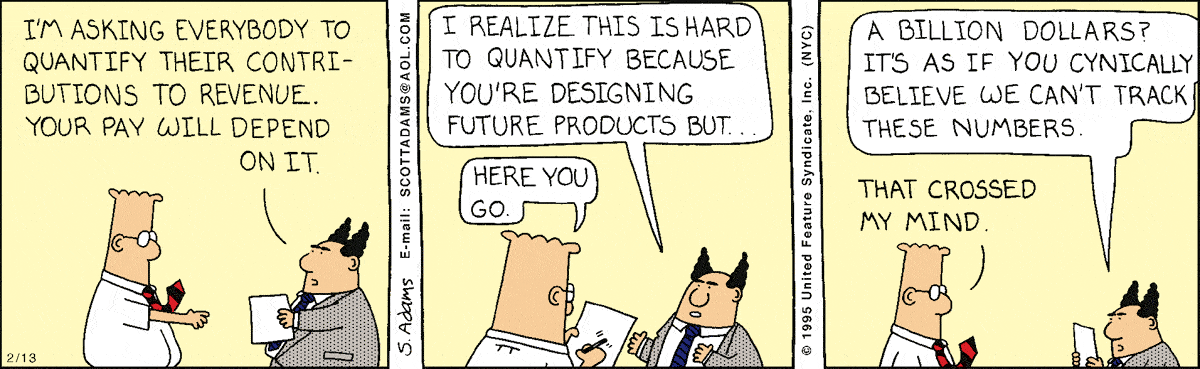 I'M ASKING EVERYBODY TO
QUANTIFY THEIR CONTRI-
BUTIONS TO REVENUE.
YOUR PAY WILL DEPEND
ON IT.
2/13
S. Adams E-mail: SCOTTADAMS@AOL.COM
I REALIZE THIS IS HARD
TO QUANTIFY BECAUSE
YOU'RE DESIGNING
FUTURE PRODUCTS BUT...
HERE YOU
GO.
© 1995 United Feature Syndicate, Inc. (NYC)
A BILLION DOLLARS?
IT'S AS IF YOU CYNICALLY
BELIEVE WE CAN'T TRACK
THESE NUMBERS.
THAT CROSSED
MY MIND.